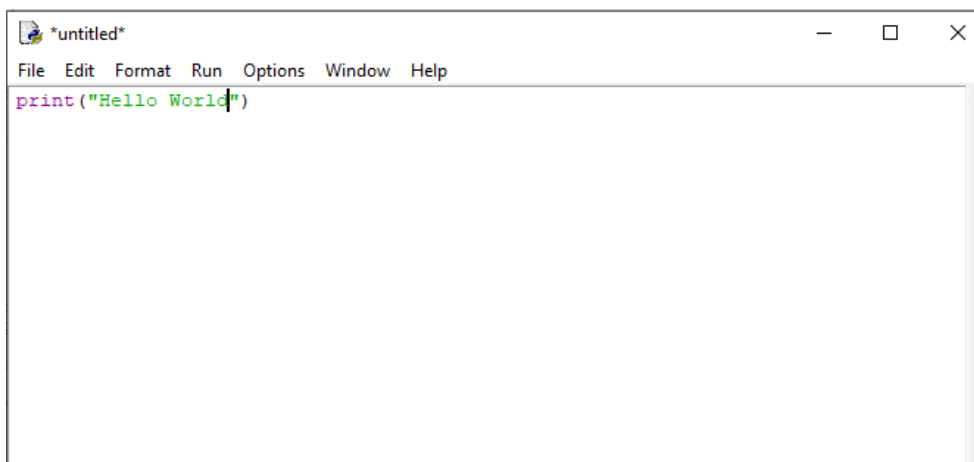 *untitled*
File Edit Format Run Options Window Help
print("Hello World")